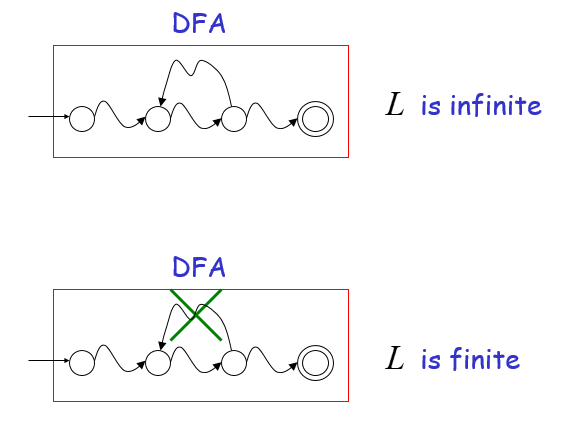 DFA
L is infinite
DFA
L is finite